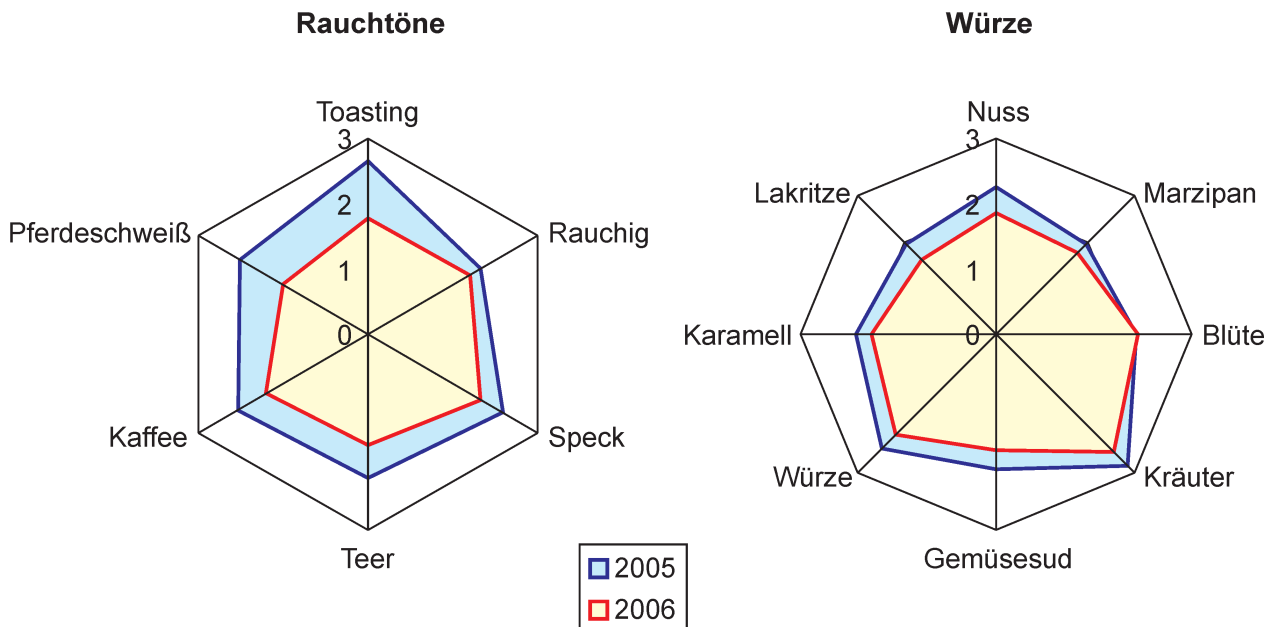 Rauchtöne
Toasting
3
2
1
0
Pferdeschweiß
Rauchig
Kaffee
Speck
Teer
Würze
Nuss
3
2
1
0
Lakritze
Marzipan
Karamell
Blüte
Würze
Kräuter
Gemüsesud
2005
2006